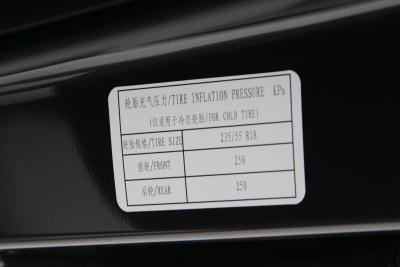 轮胎充气压力/TIRE INFLATION PRESSURE KPa
(仅适用于冷态轮胎/FOR COLD TIRE)
轮胎规格/TIRE SIZE 235/55 R18
前轮/FRONT 250
后轮/REAR 250